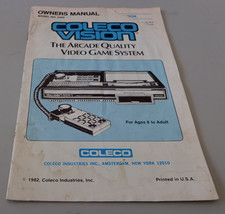 OWNERS MANUAL
COLECO
VISION
THE ARCADE QUALITY
VIDEO GAME SYSTEM
For Ages 8 to Adult
COLECO
COLECO INDUSTRIES INC., AMSTERDAM, NEW YORK 12010
© 1982, Coleco Industries, Inc.
Printed in U.S.A.